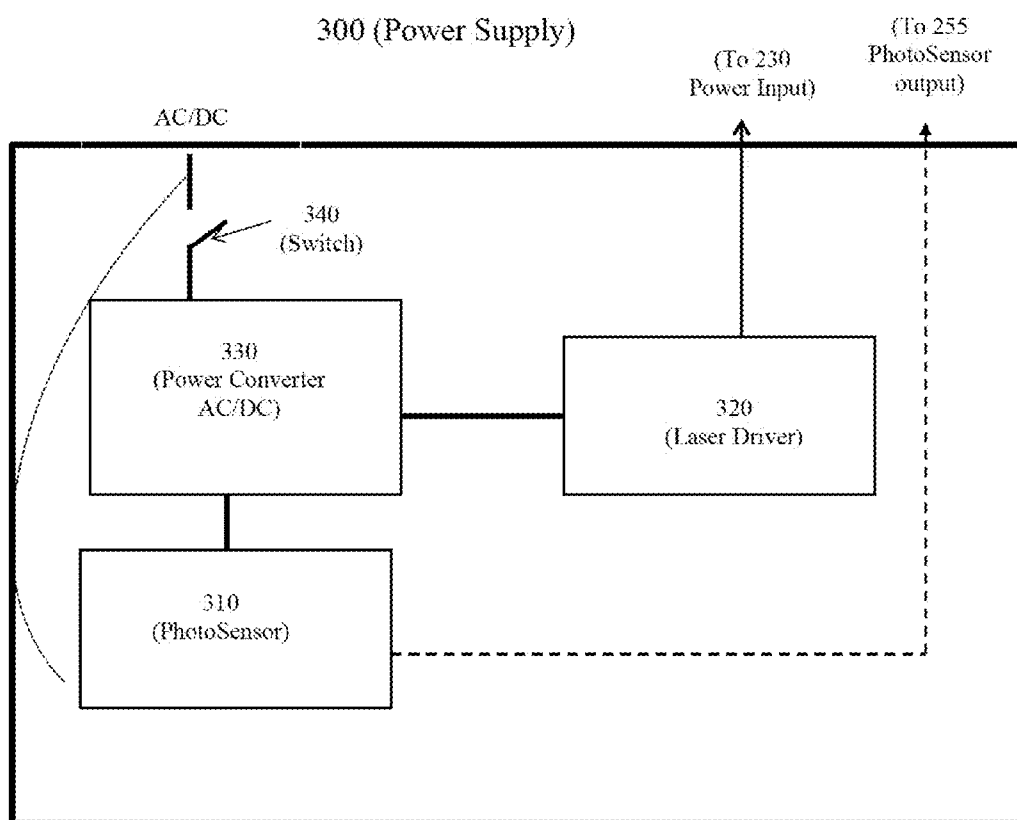 300 (Power Supply)
(To 230
Power Input)
(To 255
PhotoSensor
output)
AC/DC
340
(Switch)
330
(Power Converter
AC/DC)
320
(Laser Driver)
310
(PhotoSensor)